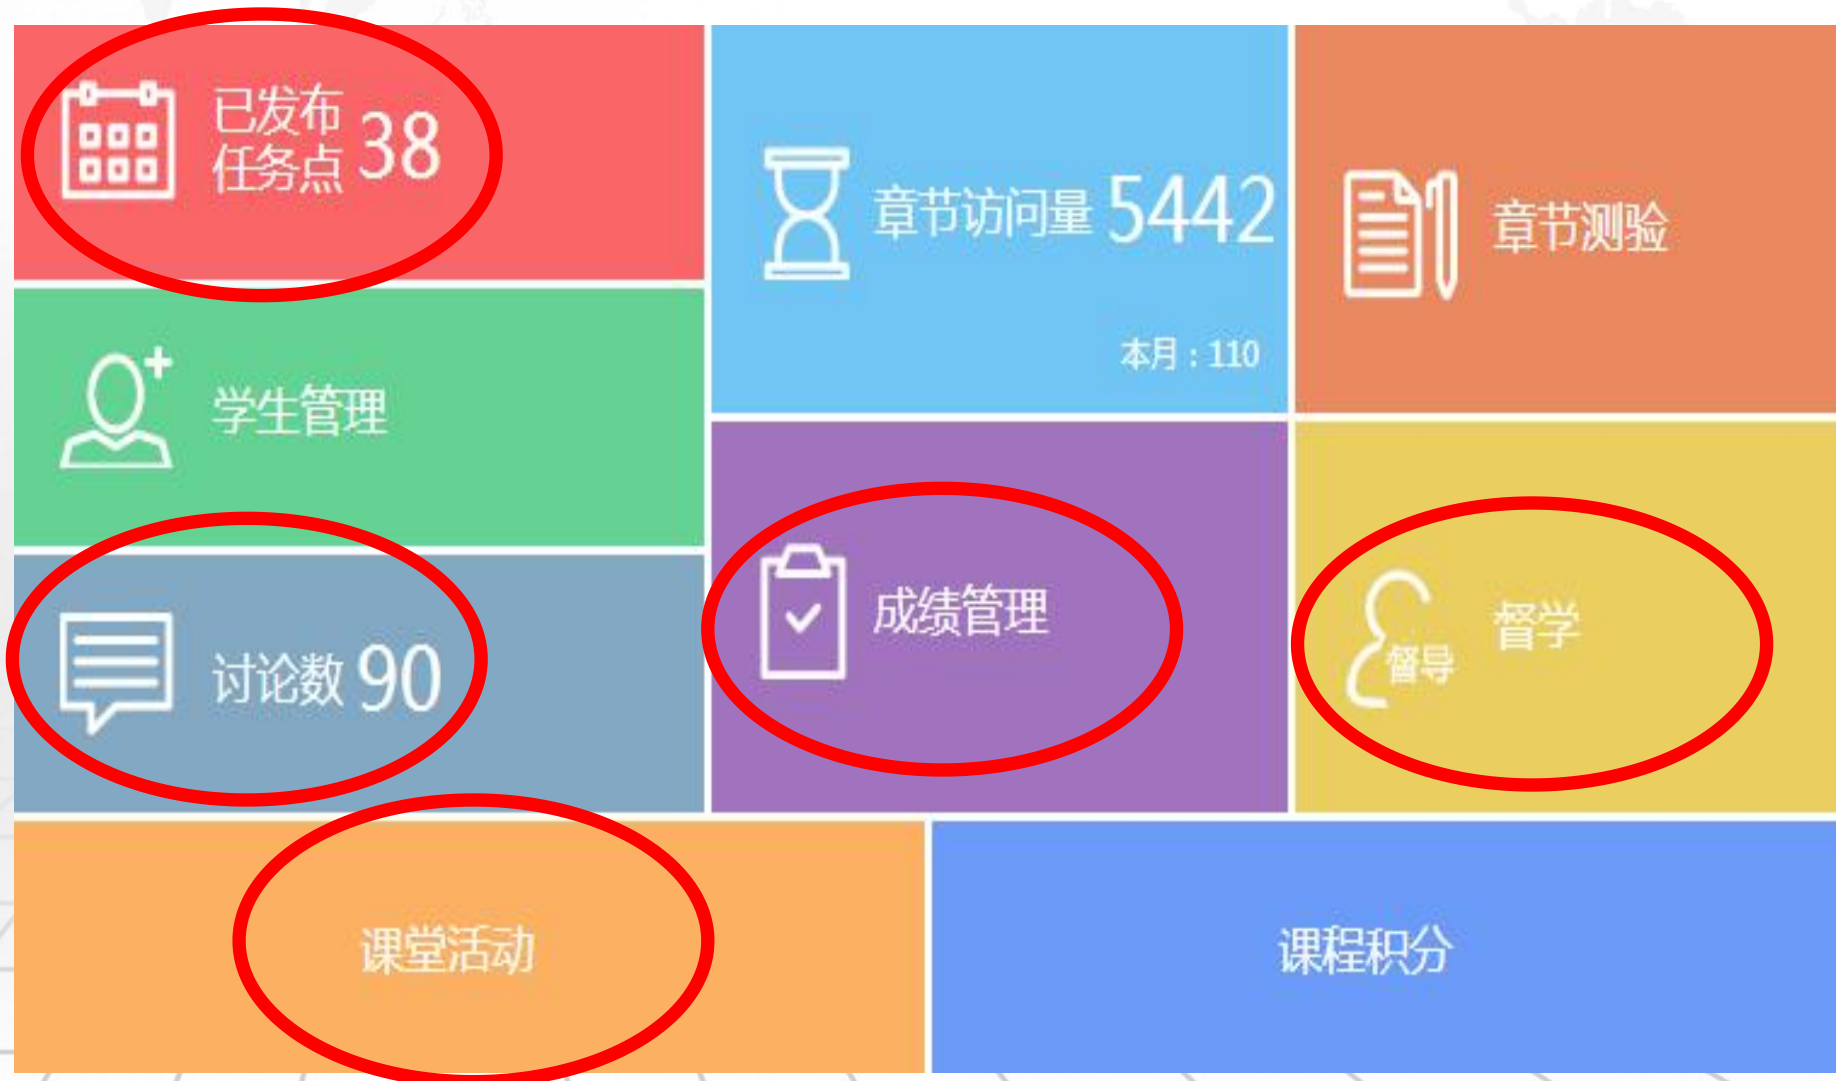 已发布
任务点 38
章节访问量 5442
本月：110
章节测验
学生管理
讨论数 90
成绩管理
督导
督学
课堂活动
课程积分